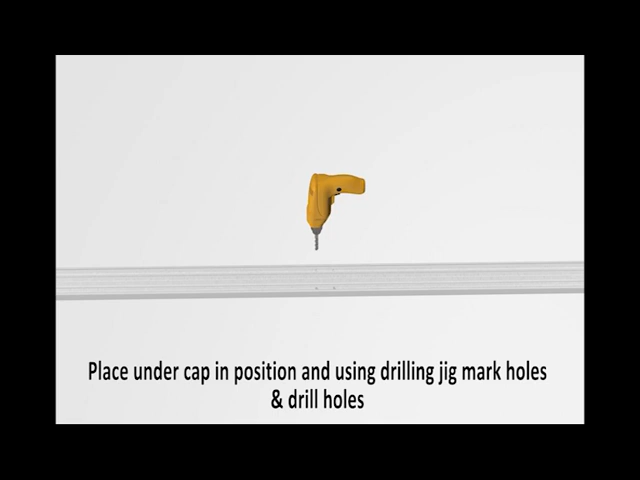 Place under cap in position and using drilling jig mark holes
& drill holes